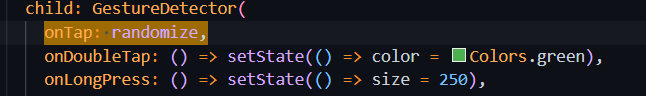 child: GestureDetector(
onTap: randomize,
onDoubleTap: () => setState(() => color = Colors.green),
onLongPress: () => setState(() => size = 250),